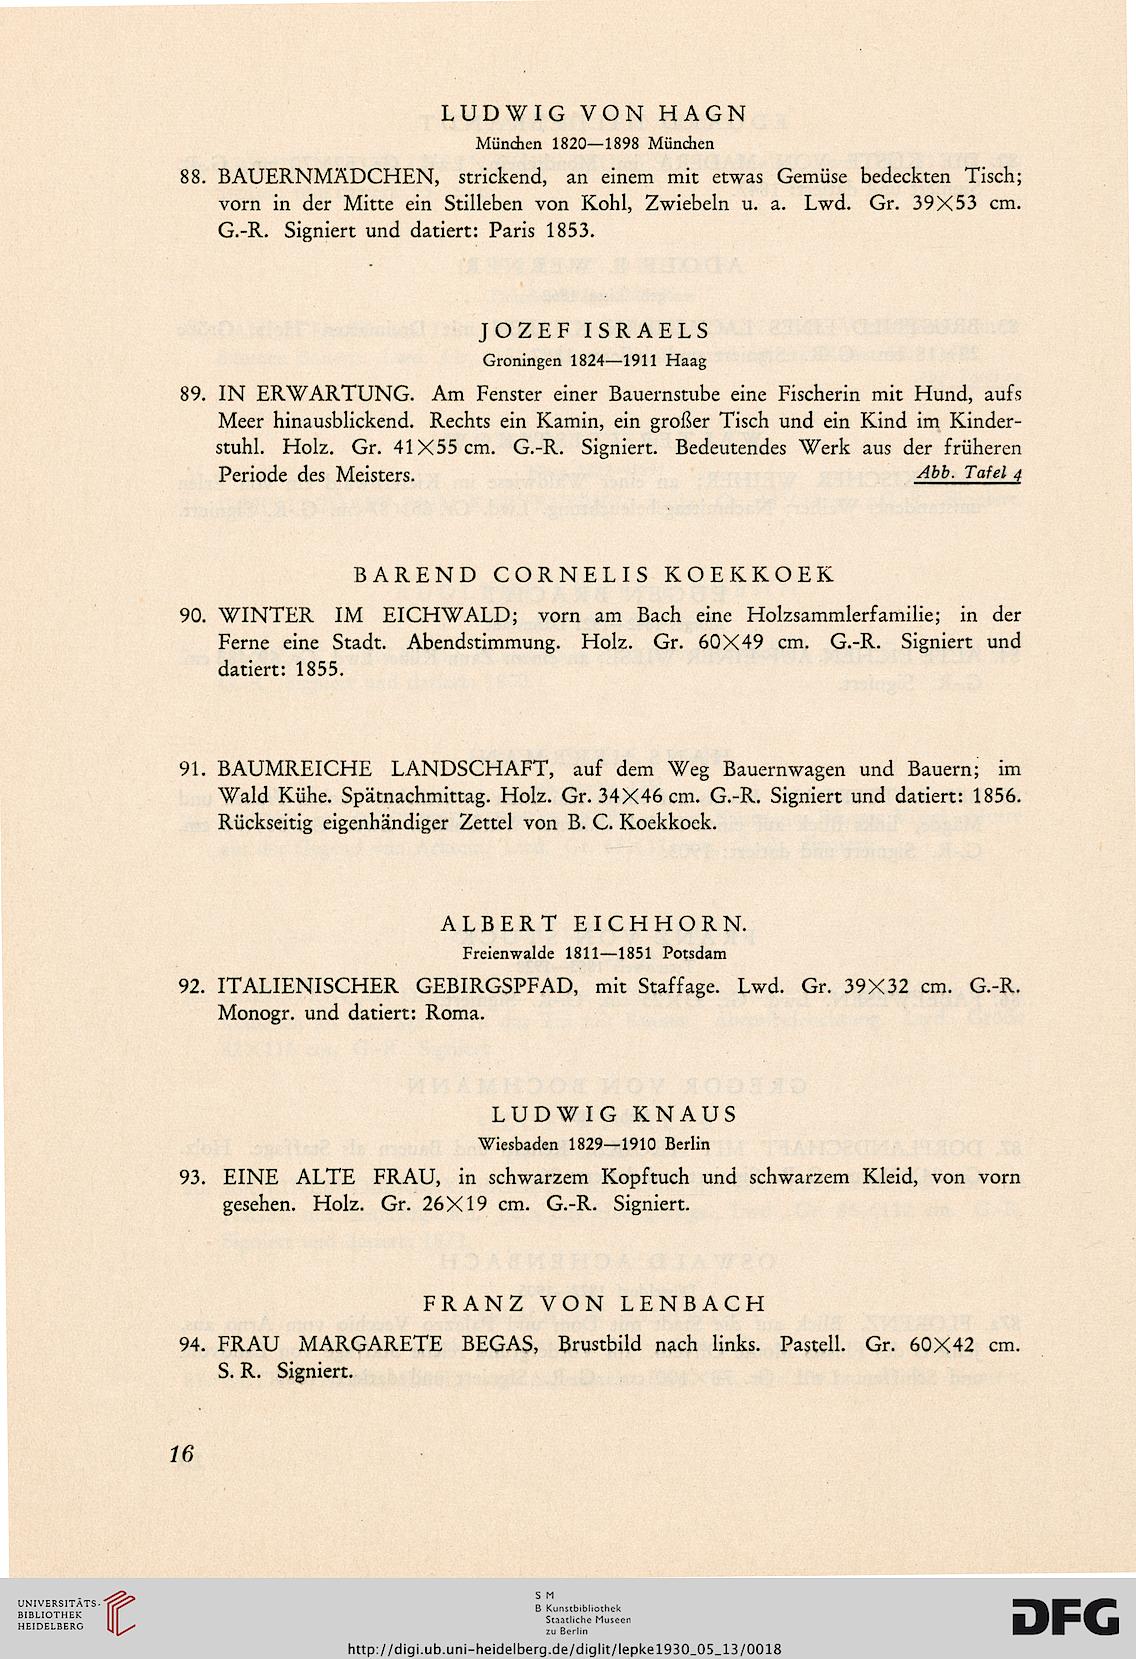 LUDWIG VON HAGN
München 1820—1898 München
88. BAUERNMÄDCHEN, strickend, an einem mit etwas Gemüse bedeckten Tisch;
vorn in der Mitte ein Stilleben von Kohl, Zwiebeln u. a. Lwd. Gr. 39×53 cm.
G.-R. Signiert und datiert: Paris 1853.
JOZEF ISRAELS
Groningen 1824—1911 Haag
89. IN ERWARTUNG. Am Fenster einer Bauernstube eine Fischerin mit Hund, aufs
Meer hinausblickend. Rechts ein Kamin, ein großer Tisch und ein Kind im Kinder-
stuhl. Holz. Gr. 41×55 cm. G.-R. Signiert. Bedeutendes Werk aus der früheren
Periode des Meisters. Abb. Tafel 4
BAREND CORNELIS KOEKKOEK
90. WINTER IM EICHWALD; vorn am Bach eine Holzsammlerfamilie; in der
Ferne eine Stadt. Abendstimmung. Holz. Gr. 60×49 cm. G.-R. Signiert und
datiert: 1855.
91. BAUMREICHE LANDSCHAFT, auf dem Weg Bauernwagen und Bauern; im
Wald Kühe. Spätnachmittag. Holz. Gr. 34×46 cm. G.-R. Signiert und datiert: 1856.
Rückseitig eigenhändiger Zettel von B. C. Koekkoek.
ALBERT EICHHORN.
Freienwalde 1811—1851 Potsdam
92. ITALIENISCHER GEBIRGSPFAD, mit Staffage. Lwd. Gr. 39×32 cm. G.-R.
Monogr. und datiert: Roma.
LUDWIG KNAUS
Wiesbaden 1829—1910 Berlin
93. EINE ALTE FRAU, in schwarzem Kopftuch und schwarzem Kleid, von vorn
gesehen. Holz. Gr. 26×19 cm. G.-R. Signiert.
FRANZ VON LENBACH
94. FRAU MARGARETE BEGAS, Brustbild nach links. Pastell. Gr. 60×42 cm.
S. R. Signiert.
16
UNIVERSITÄTS-
BIBLIOTHEK
HEIDELBERG
S M
B Kunstbibliothek
Staatliche Museen
zu Berlin
DFG
http://digi.ub.uni-heidelberg.de/diglit/lepke1930_05_13/0018